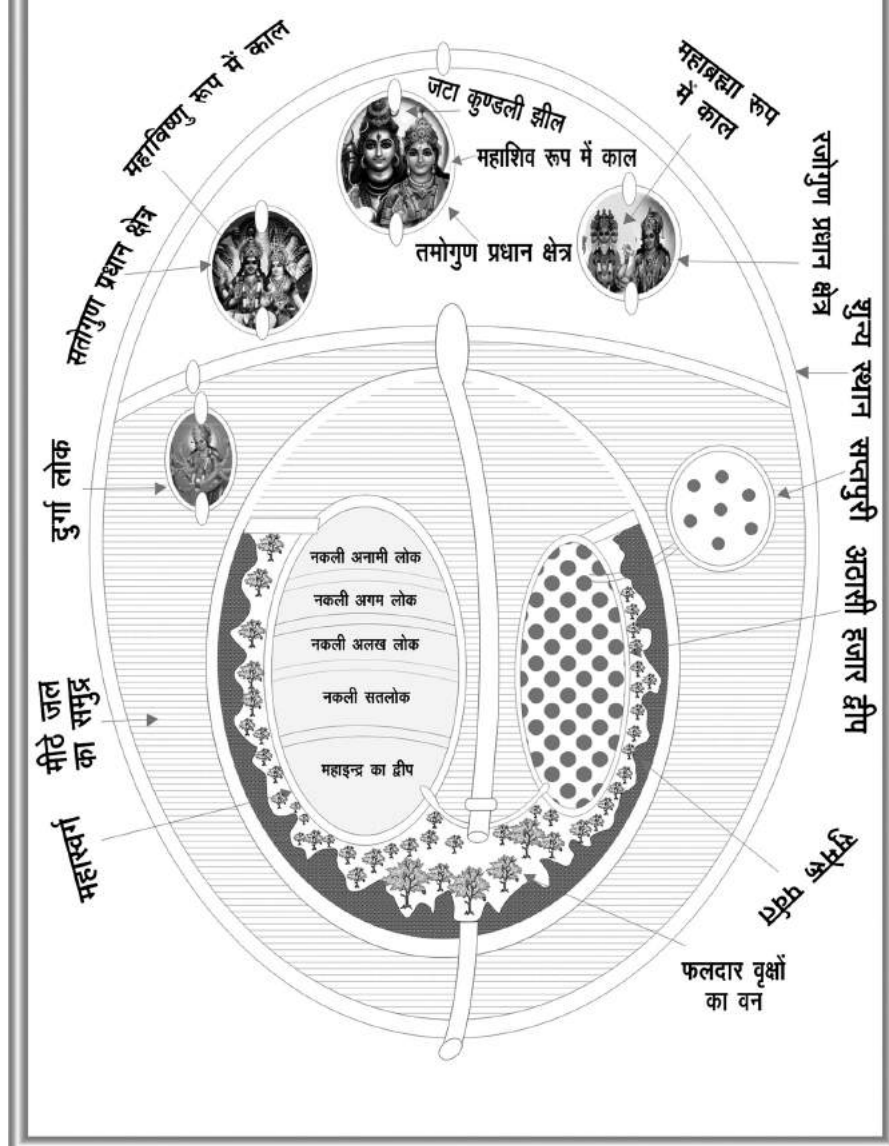 महाविष्णु रूप में काल
सतोगुण प्रधान क्षेत्र
जटा कुण्डली झील
महाशिव रूप में काल
तमोगुण प्रधान क्षेत्र
महाब्रह्मा रूप
में काल
रजोगुण प्रधान क्षेत्र
शुन्य स्थान
दुर्गा लोक
सप्तपुरी
अठासी हजार द्वीप
नकली अनामी लोक
नकली अगम लोक
नकली अलख लोक
नकली सतलोक
महाइन्द्र का द्वीप
मीठे जल
का समुद्र
महास्वर्ग
सुमेरू पर्वत
फलदार वृक्षों
का वन